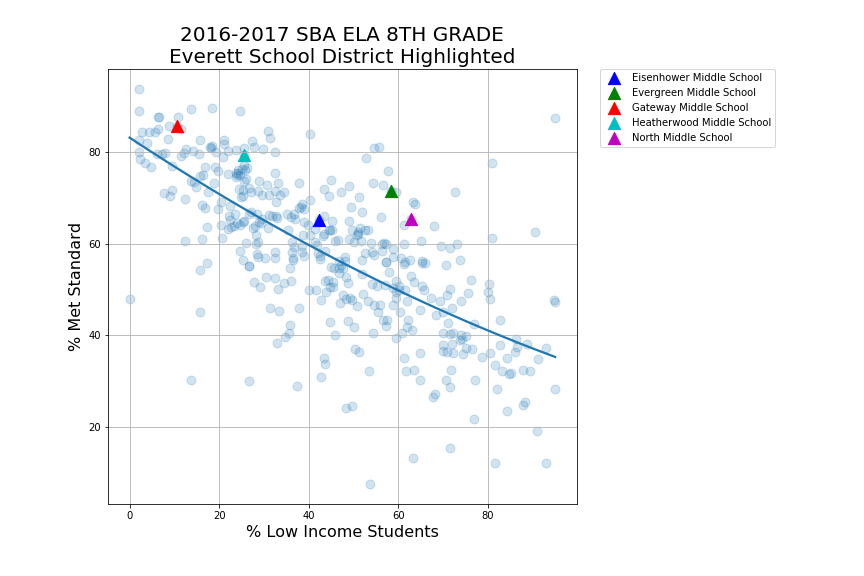 2016-2017 SBA ELA 8TH GRADE
Everett School District Highlighted
Eisenhower Middle School
Evergreen Middle School
Gateway Middle School
Heatherwood Middle School
North Middle School
% Met Standard
80
60
40
20
0
20
40
60
80
% Low Income Students